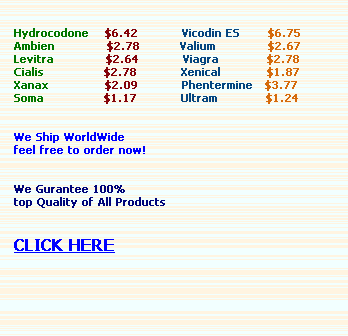 Hydrocodone $6.42 Vicodin ES $6.75
Ambien $2.78 Valium $2.67
Levitra $2.64 Viagra $2.78
Cialis $2.78 Xenical $1.87
Xanax $2.09 Phentermine $3.77
Soma $1.17 Ultram $1.24
We Ship WorldWide
feel free to order now!
We Gurantee 100%
top Quality of All Products
CLICK HERE